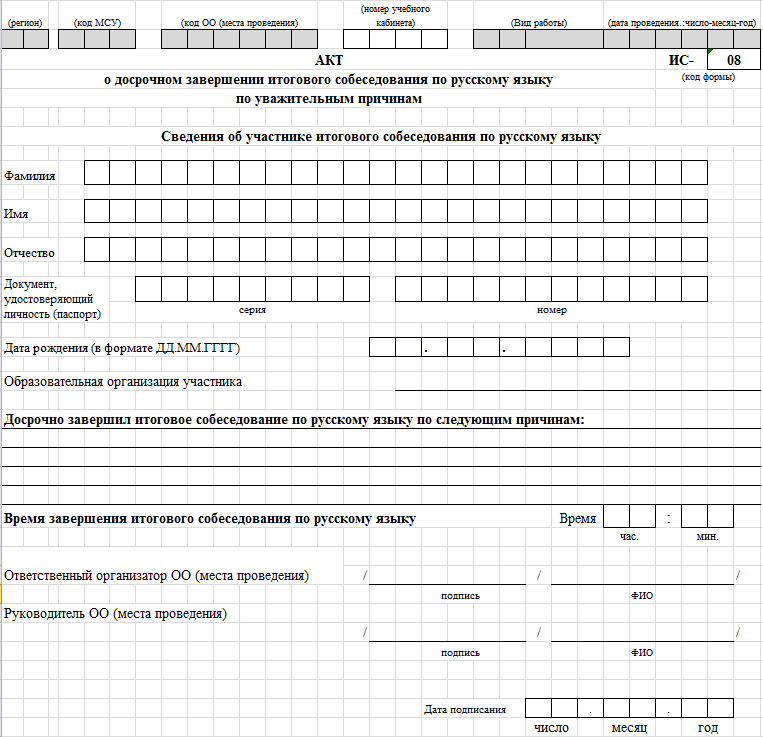 (номер учебного
(регион) (код МСУ) (код ОО (места проведения) кабинета) (Вид работы) (дата проведения.:число-месяц-год)
АКТ ИС- 08
о досрочном завершении итогового собеседования по русскому языку (код формы)
по уважительным причинам
Сведения об участнике итогового собеседования по русскому языку
Фамилия
Имя
Отчество
Документ,
удостоверяющий
личность (паспорт)
серия номер
Дата рождения (в формате ДД.ММ.ГГГГ) . .
Образовательная организация участника
Досрочно завершил итоговое собеседование по русскому языку по следующим причинам:
Время завершения итогового собеседования по русскому языку Время :
час. мин.
Ответственный организатор ОО (места проведения) / / /
подпись ФИО
Руководитель ОО (места проведения)
/ / /
подпись ФИО
Дата подписания . .
число месяц год